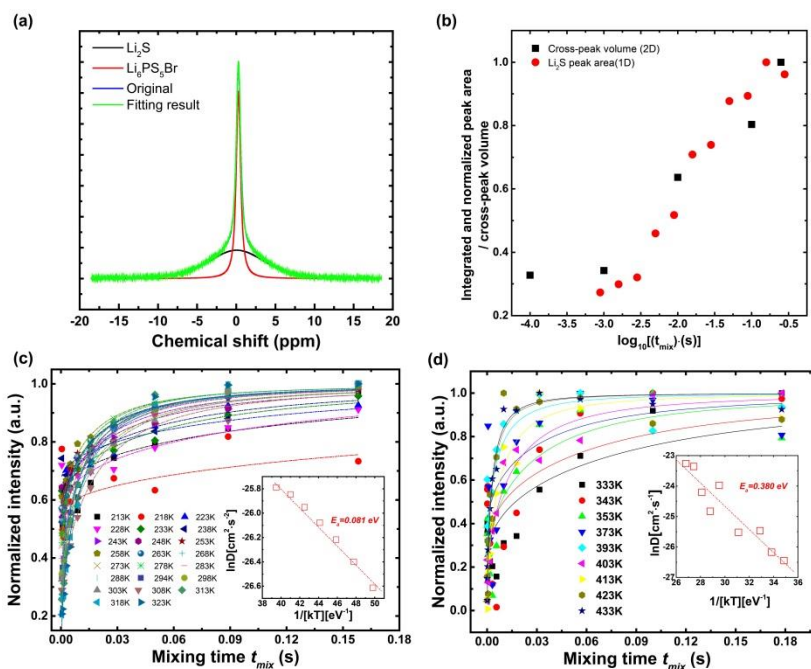 (a)
Li₂S
Li₆PS₅Br
Original
Fitting result
-20 -15 -10 -5 0 5 10 15 20
Chemical shift (ppm)
(b)
Integrated and normalized peak area
/ cross-peak volume
1.0
0.8
0.6
0.4
0.2
Cross-peak volume (2D)
Li₂S peak area(1D)
-4.0 -3.5 -3.0 -2.5 -2.0 -1.5 -1.0 -0.5
log₁₀[(tₘᵢₓ)·(s)]
(c)
Normalized intensity (a.u.)
1.0
0.8
0.6
0.4
0.2
213K 218K 223K
228K 233K 238K
243K 248K 253K
258K 263K 268K
273K 278K 283K
288K 294K 298K
303K 308K 313K
318K 323K
lnD[cm²·s⁻²]
-25.8
-26.0
-26.2
-26.4
-26.6
Eₐ=0.081 eV
38 40 42 44 46 48 50
1/[kT][eV⁻¹]
0.00 0.03 0.06 0.09 0.12 0.15
Mixing time tₘᵢₓ (s)
(d)
Normalized intensity (a.u.)
1.0
0.8
0.6
0.4
0.2
0.0
333K
343K
353K
373K
393K
403K
413K
423K
433K
lnD[cm²·s⁻¹]
-23
-24
-25
-26
-27
Eₐ=0.380 eV
26 28 30 32 34 36
1/[kT][eV⁻¹]
0.00 0.03 0.06 0.09 0.12 0.15 0.18
Mixing time tₘᵢₓ (s)